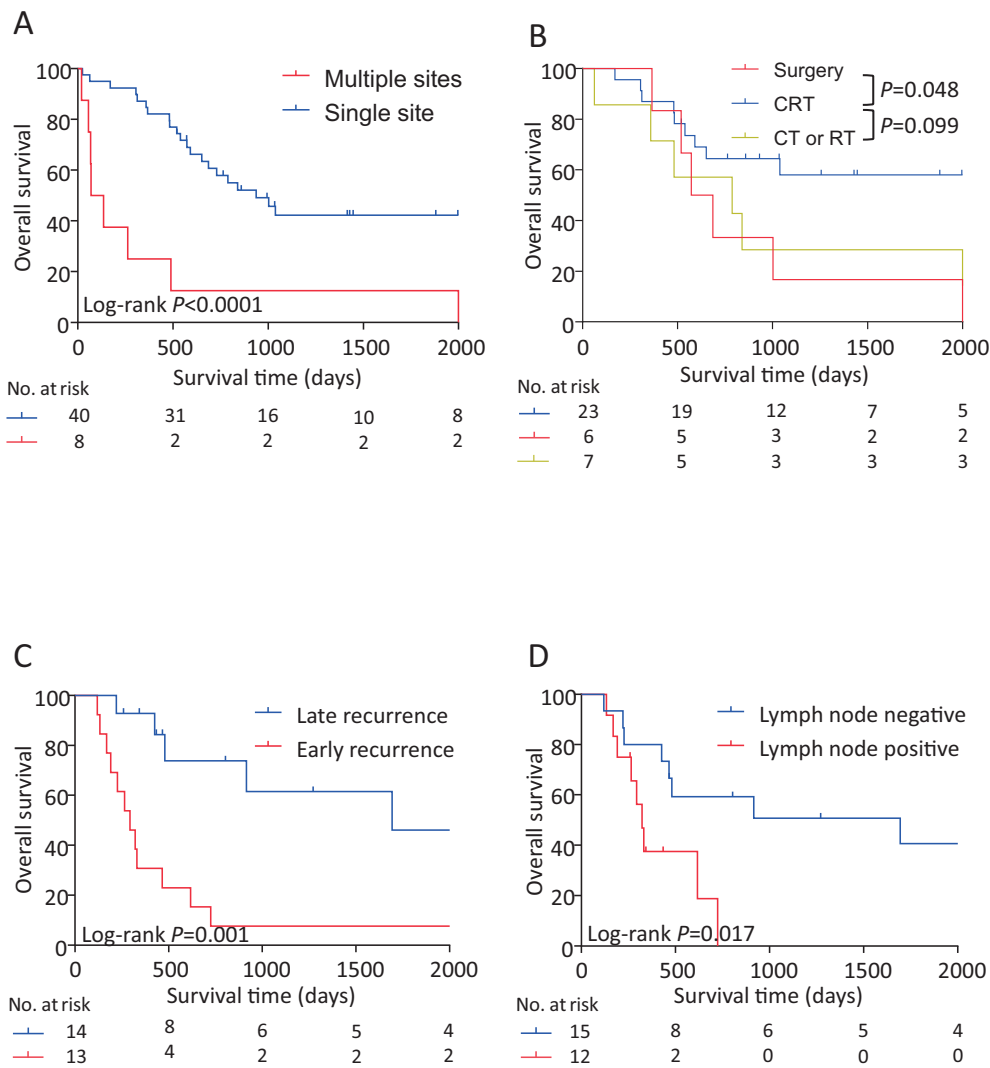 A
100
80
60
40
20
0
Overall survival
Multiple sites
Single site
Log-rank P<0.0001
0 500 1000 1500 2000
Survival time (days)
No. at risk
40 31 16 10 8
8 2 2 2 2
B
100
80
60
40
20
0
Overall survival
Surgery
CRT
CT or RT
P=0.048
P=0.099
0 500 1000 1500 2000
Survival time (days)
No. at risk
23 19 12 7 5
6 5 3 2 2
7 5 3 3 3
C
100
80
60
40
20
0
Overall survival
Late recurrence
Early recurrence
Log-rank P=0.001
0 500 1000 1500 2000
Survival time (days)
No. at risk
14 8 6 5 4
13 4 2 2 2
D
100
80
60
40
20
0
Overall survival
Lymph node negative
Lymph node positive
Log-rank P=0.017
0 500 1000 1500 2000
Survival time (days)
No. at risk
15 8 6 5 4
12 2 0 0 0